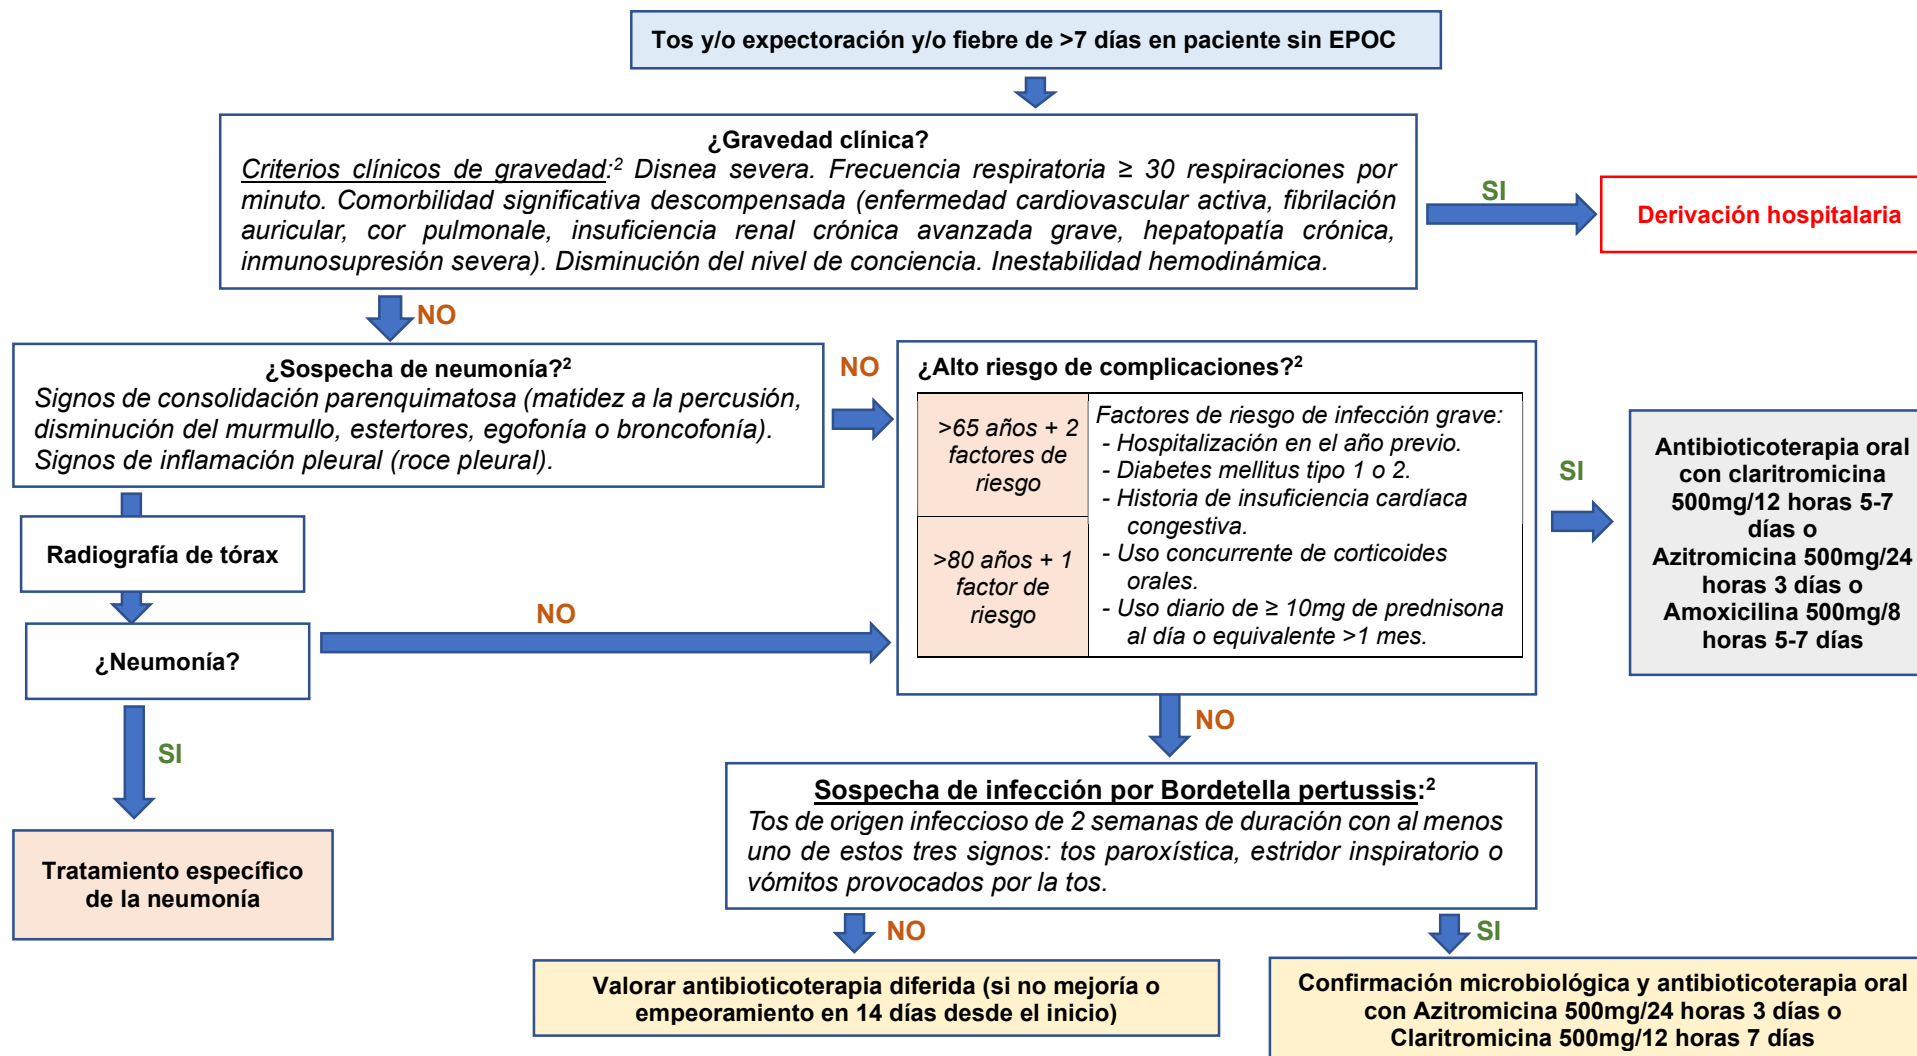 Tos y/o expectoración y/o fiebre de >7 días en paciente sin EPOC
¿Gravedad clínica?
Criterios clínicos de gravedad:² Disnea severa. Frecuencia respiratoria ≥ 30 respiraciones por
minuto. Comorbilidad significativa descompensada (enfermedad cardiovascular activa, fibrilación
auricular, cor pulmonale, insuficiencia renal crónica avanzada grave, hepatopatía crónica,
inmunosupresión severa). Disminución del nivel de conciencia. Inestabilidad hemodinámica.
SI
Derivación hospitalaria
NO
¿Sospecha de neumonía?²
Signos de consolidación parenquimatosa (matidez a la percusión,
disminución del murmullo, estertores, egofonía o broncofonía).
Signos de inflamación pleural (roce pleural).
NO
¿Alto riesgo de complicaciones?²
>65 años + 2
factores de
riesgo
>80 años + 1
factor de
riesgo
Factores de riesgo de infección grave:
- Hospitalización en el año previo.
- Diabetes mellitus tipo 1 o 2.
- Historia de insuficiencia cardíaca
congestiva.
- Uso concurrente de corticoides
orales.
- Uso diario de ≥ 10mg de prednisona
al día o equivalente >1 mes.
SI
Antibioticoterapia oral
con claritromicina
500mg/12 horas 5-7
días o
Azitromicina 500mg/24
horas 3 días o
Amoxicilina 500mg/8
horas 5-7 días
Radiografía de tórax
¿Neumonía?
NO
SI
Tratamiento específico
de la neumonía
NO
Sospecha de infección por Bordetella pertussis:²
Tos de origen infeccioso de 2 semanas de duración con al menos
uno de estos tres signos: tos paroxística, estridor inspiratorio o
vómitos provocados por la tos.
NO
Valorar antibioticoterapia diferida (si no mejoría o
empeoramiento en 14 días desde el inicio)
SI
Confirmación microbiológica y antibioticoterapia oral
con Azitromicina 500mg/24 horas 3 días o
Claritromicina 500mg/12 horas 7 días